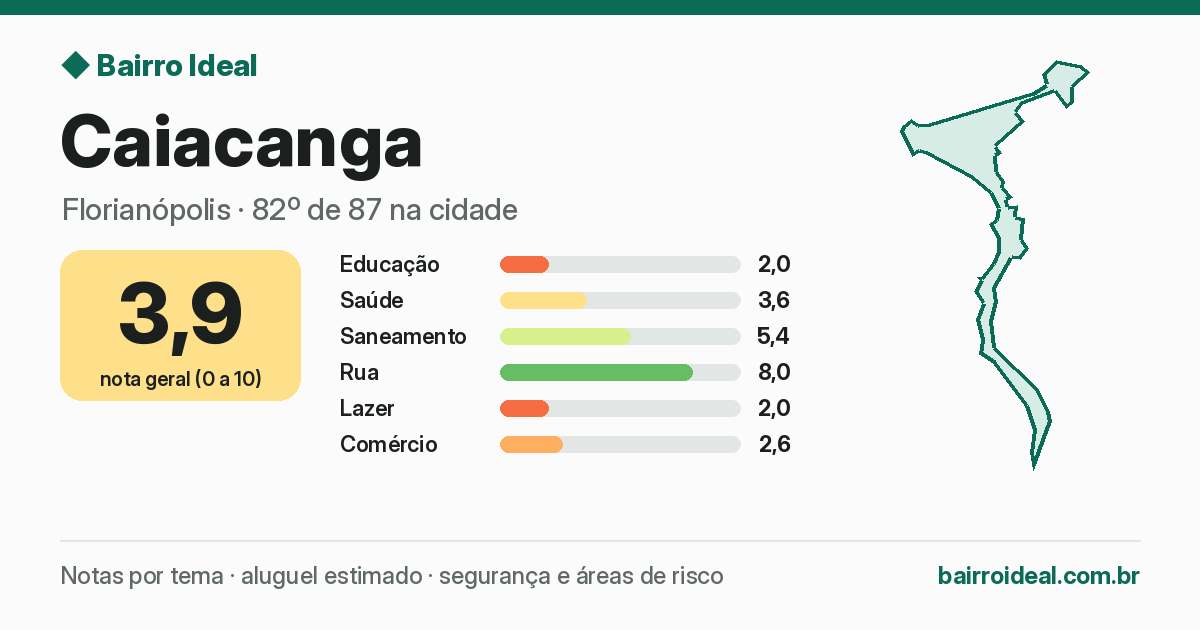 Bairro Ideal
Caiacanga
Florianópolis · 82º de 87 na cidade
3,9
nota geral (0 a 10)
Educação 2,0
Saúde 3,6
Saneamento 5,4
Rua 8,0
Lazer 2,0
Comércio 2,6
Notas por tema · aluguel estimado · segurança e áreas de risco
bairroideal.com.br